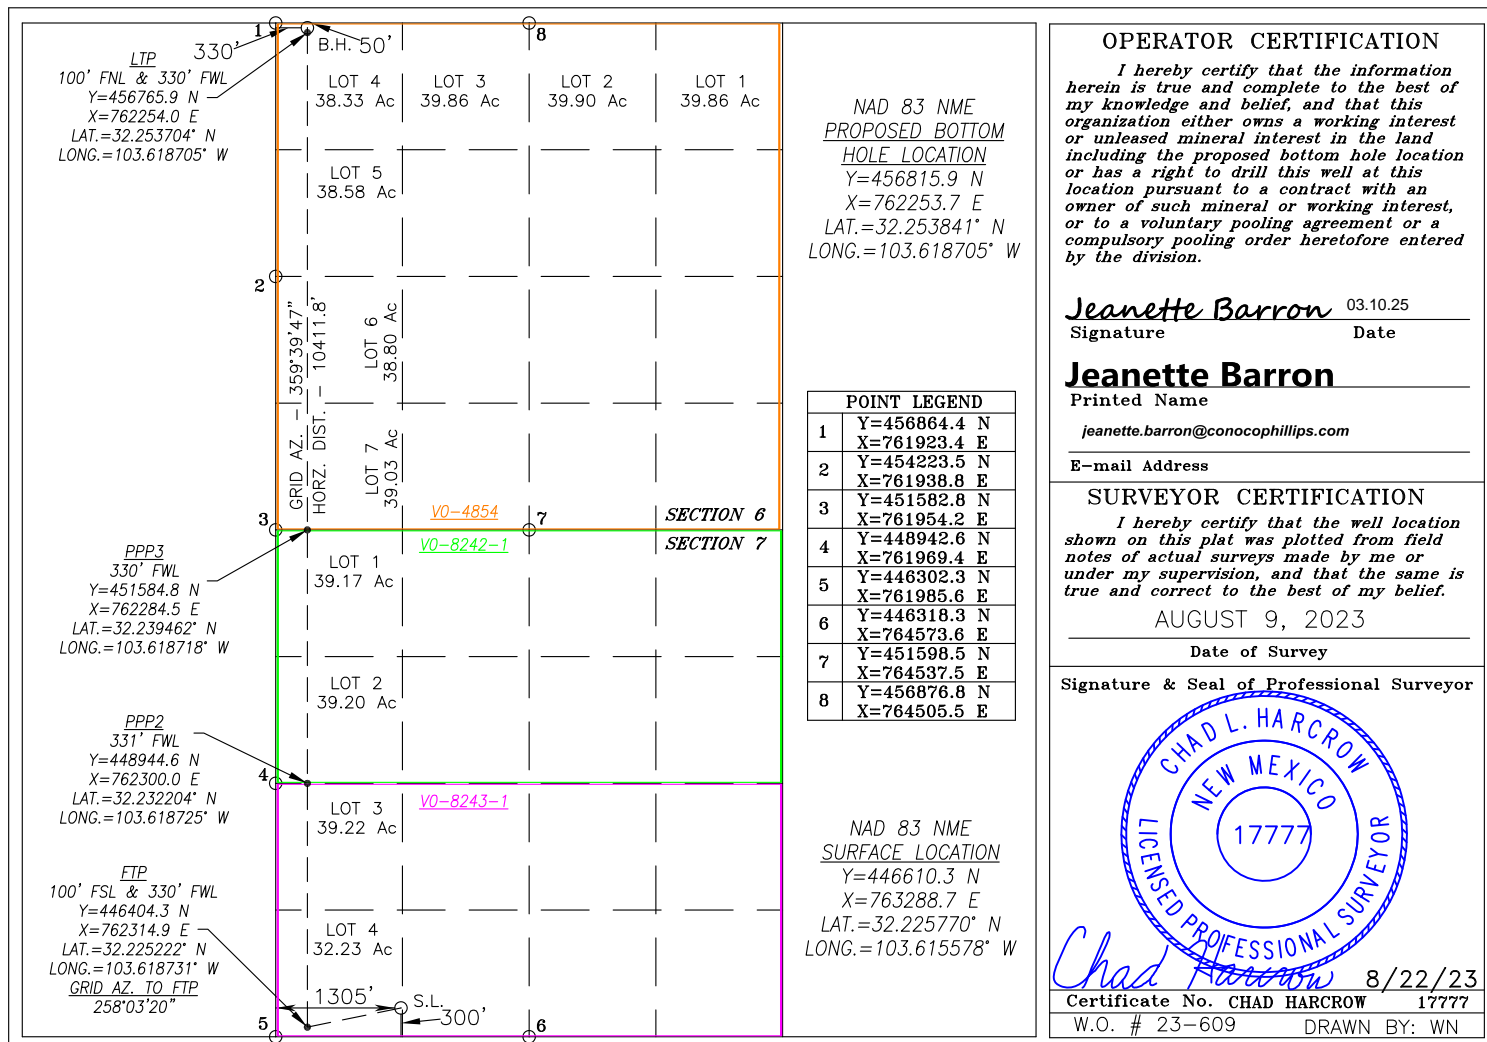 1
8
330'
B.H. 50'
LTP
100' FNL & 330' FWL
Y=456765.9 N
X=762254.0 E
LAT.=32.253704° N
LONG.=103.618705° W
LOT 4
38.33 Ac
LOT 3
39.86 Ac
LOT 2
39.90 Ac
LOT 1
39.86 Ac
LOT 5
38.58 Ac
2
GRID AZ. - 359°39'47"
HORZ. DIST. - 10411.8'
LOT 6
38.80 Ac
LOT 7
39.03 Ac
3
VO-4854
7
SECTION 6
VO-8242-1
SECTION 7
PPP3
330' FWL
Y=451584.8 N
X=762284.5 E
LAT.=32.239462° N
LONG.=103.618718° W
LOT 1
39.17 Ac
LOT 2
39.20 Ac
PPP2
331' FWL
Y=448944.6 N
X=762300.0 E
LAT.=32.232204° N
LONG.=103.618725° W
4
LOT 3
39.22 Ac
VO-8243-1
FTP
100' FSL & 330' FWL
Y=446404.3 N
X=762314.9 E
LAT.=32.225222° N
LONG.=103.618731° W
GRID AZ. TO FTP
258°03'20"
LOT 4
32.23 Ac
1305'
S.L.
300'
5
6
NAD 83 NME
PROPOSED BOTTOM
HOLE LOCATION
Y=456815.9 N
X=762253.7 E
LAT.=32.253841° N
LONG.=103.618705° W
POINT LEGEND
1 Y=456864.4 N
X=761923.4 E
2 Y=454223.5 N
X=761938.8 E
3 Y=451582.8 N
X=761954.2 E
4 Y=448942.6 N
X=761969.4 E
5 Y=446302.3 N
X=761985.6 E
6 Y=446318.3 N
X=764573.6 E
7 Y=451598.5 N
X=764537.5 E
8 Y=456876.8 N
X=764505.5 E
NAD 83 NME
SURFACE LOCATION
Y=446610.3 N
X=763288.7 E
LAT.=32.225770° N
LONG.=103.615578° W
OPERATOR CERTIFICATION
I hereby certify that the information
herein is true and complete to the best of
my knowledge and belief, and that this
organization either owns a working interest
or unleased mineral interest in the land
including the proposed bottom hole location
or has a right to drill this well at this
location pursuant to a contract with an
owner of such mineral or working interest,
or to a voluntary pooling agreement or a
compulsory pooling order heretofore entered
by the division.
Jeanette Barron 03.10.25
Signature Date
Jeanette Barron
Printed Name
jeanette.barron@conocophillips.com
E-mail Address
SURVEYOR CERTIFICATION
I hereby certify that the well location
shown on this plat was plotted from field
notes of actual surveys made by me or
under my supervision, and that the same is
true and correct to the best of my belief.
AUGUST 9, 2023
Date of Survey
Signature & Seal of Professional Surveyor
CHAD L. HARCROW
NEW MEXICO
17777
LICENSED PROFESSIONAL SURVEYOR
Chad Harcrow 8/22/23
Certificate No. CHAD HARCROW 17777
W.O. # 23-609 DRAWN BY: WN